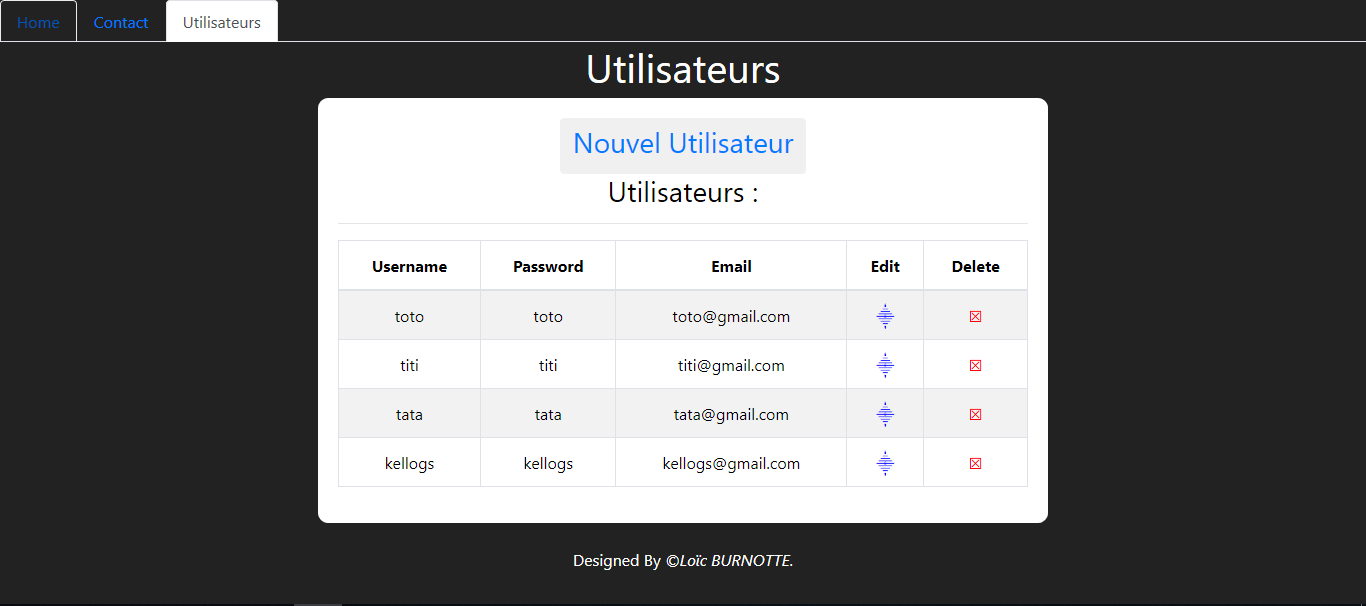 Home Contact Utilisateurs
Utilisateurs
Nouvel Utilisateur
Utilisateurs :
Username Password Email Edit Delete
toto toto toto@gmail.com
titi titi titi@gmail.com
tata tata tata@gmail.com
kellogs kellogs kellogs@gmail.com
Designed By ©Loïc BURNOTTE.